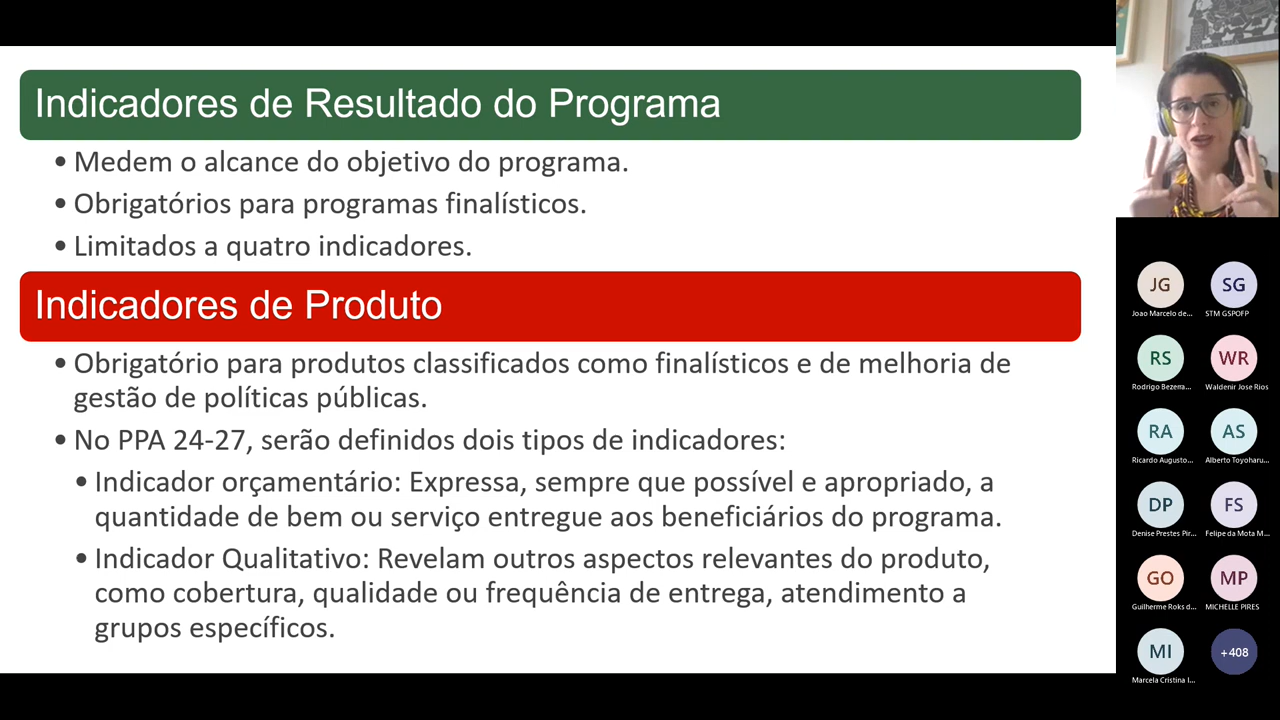 Indicadores de Resultado do Programa
• Medem o alcance do objetivo do programa.
• Obrigatórios para programas finalísticos.
• Limitados a quatro indicadores.
Indicadores de Produto
• Obrigatório para produtos classificados como finalísticos e de melhoria de
gestão de políticas públicas.
• No PPA 24-27, serão definidos dois tipos de indicadores:
• Indicador orçamentário: Expressa, sempre que possível e apropriado, a
quantidade de bem ou serviço entregue aos beneficiários do programa.
• Indicador Qualitativo: Revelam outros aspectos relevantes do produto,
como cobertura, qualidade ou frequência de entrega, atendimento a
grupos específicos.
JG
Joao Marcelo de...
SG
STM GSPOFP
RS
Rodrigo Bezerra...
WR
Waldenir Jose Rios
RA
Ricardo Augusto...
AS
Alberto Toyoharu...
DP
Denise Prestes Pir...
FS
Felipe da Mota M...
GO
Guilherme Roks d...
MP
MICHELLE PIRES
MI
Marcela Cristina I...
+408